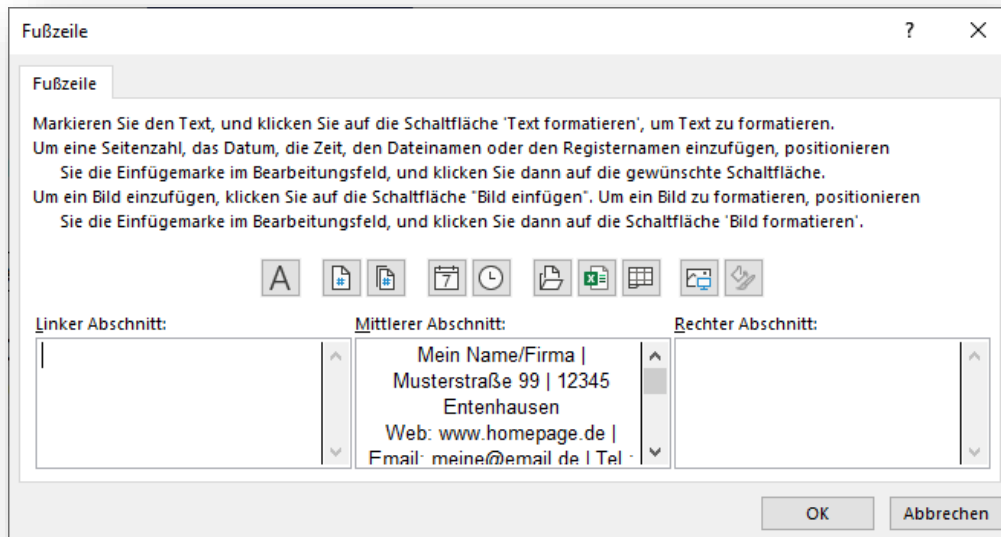 Fußzeile
Fußzeile
Markieren Sie den Text, und klicken Sie auf die Schaltfläche 'Text formatieren', um Text zu formatieren.
Um eine Seitenzahl, das Datum, die Zeit, den Dateinamen oder den Registernamen einzufügen, positionieren
Sie die Einfügemarke im Bearbeitungsfeld, und klicken Sie dann auf die gewünschte Schaltfläche.
Um ein Bild einzufügen, klicken Sie auf die Schaltfläche "Bild einfügen". Um ein Bild zu formatieren, positionieren
Sie die Einfügemarke im Bearbeitungsfeld, und klicken Sie dann auf die Schaltfläche 'Bild formatieren'.
Linker Abschnitt:
Mittlerer Abschnitt:
Rechter Abschnitt:
Mein Name/Firma |
Musterstraße 99 | 12345
Entenhausen
Web: www.homepage.de |
Email: meine@email.de | Tel.:
OK
Abbrechen